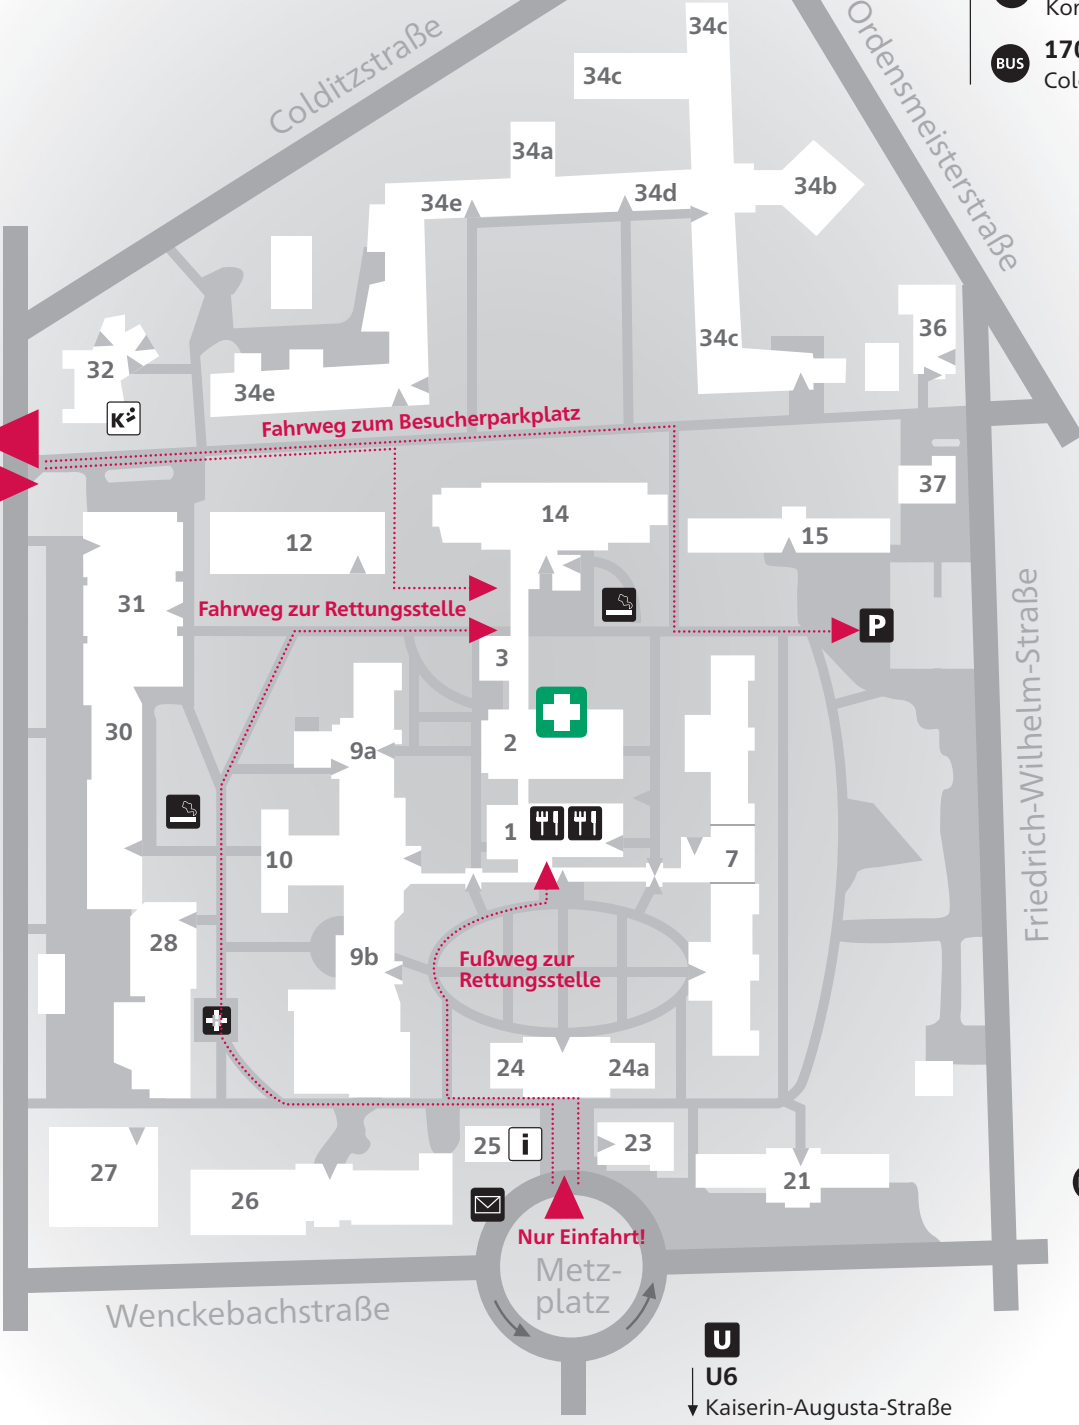 Colditzstraße
Ordensmeisterstraße
BUS
34c
34c
34a
34b
34e
34d
36
34c
32
34e
K
Fahrweg zum Besucherparkplatz
37
14
12
15
31
Fahrweg zur Rettungsstelle
P
3
30
2
9a
1
7
10
28
9b
Fußweg zur
Rettungsstelle
24
24a
25
i
23
27
26
21
Nur Einfahrt!
Metz-
platz
Wenckebachstraße
Friedrich-Wilhelm-Straße
U
U6
Kaiserin-Augusta-Straße